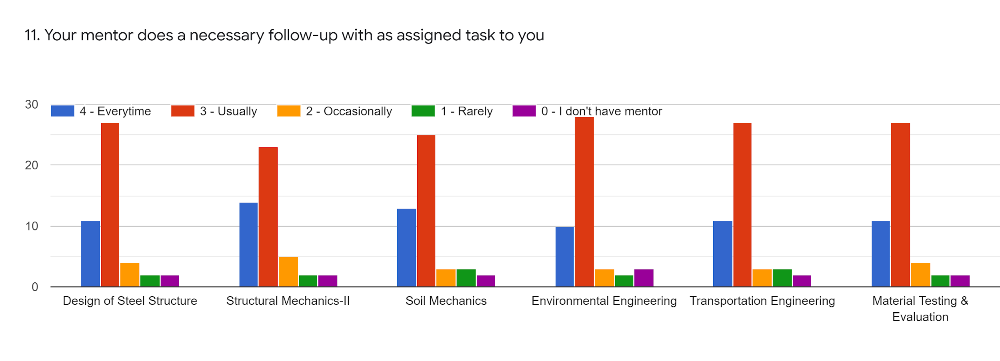 11. Your mentor does a necessary follow-up with as assigned task to you
30
4 - Everytime 3 - Usually 2 - Occasionally 1 - Rarely 0 - I don't have mentor
20
10
0
Design of Steel Structure Structural Mechanics-II Soil Mechanics Environmental Engineering Transportation Engineering Material Testing &
Evaluation